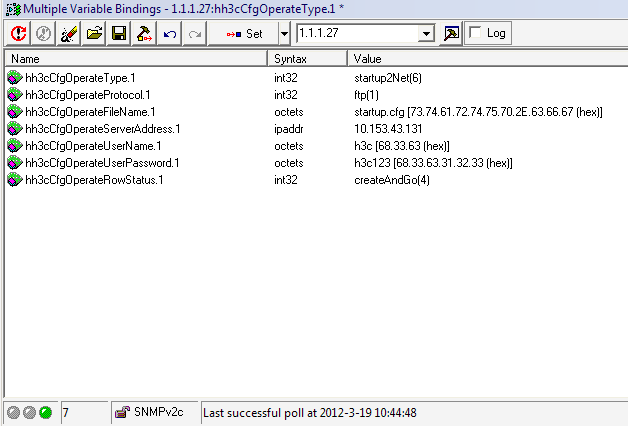 Multiple Variable Bindings - 1.1.1.27:hh3cCfgOperateType.1 *
Set 1.1.1.27 Log
Name Syntax Value
hh3cCfgOperateType.1 int32 startup2Net(6)
hh3cCfgOperateProtocol.1 int32 ftp(1)
hh3cCfgOperateFileName.1 octets startup.cfg [73.74.61.72.74.75.70.2E.63.66.67 (hex)]
hh3cCfgOperateServerAddress.1 ipaddr 10.153.43.131
hh3cCfgOperateUserName.1 octets h3c [68.33.63 (hex)]
hh3cCfgOperateUserPassword.1 octets h3c123 [68.33.63.31.32.33 (hex)]
hh3cCfgOperateRowStatus.1 int32 createAndGo(4)
7 SNMPv2c Last successful poll at 2012-3-19 10:44:48